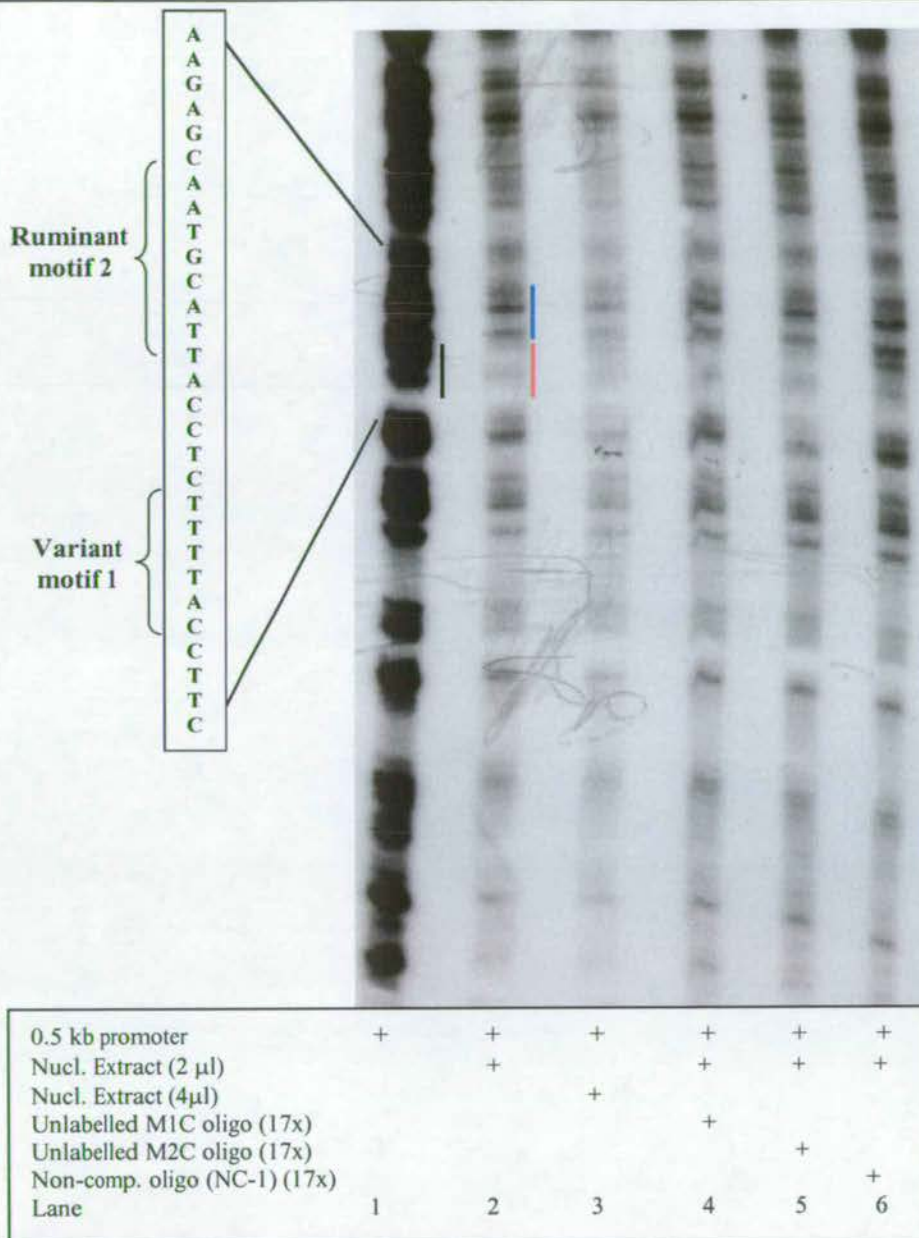 A
A
G
A
G
C
A
A
T
G
C
A
T
T
A
C
C
T
C
T
T
T
T
A
C
C
T
T
C
Ruminant
motif 2
Variant
motif 1
0.5 kb promoter + + + + + +
Nucl. Extract (2 µl) + + + +
Nucl. Extract (4µl) +
Unlabelled M1C oligo (17x) +
Unlabelled M2C oligo (17x) +
Non-comp. oligo (NC-1) (17x) +
Lane 1 2 3 4 5 6